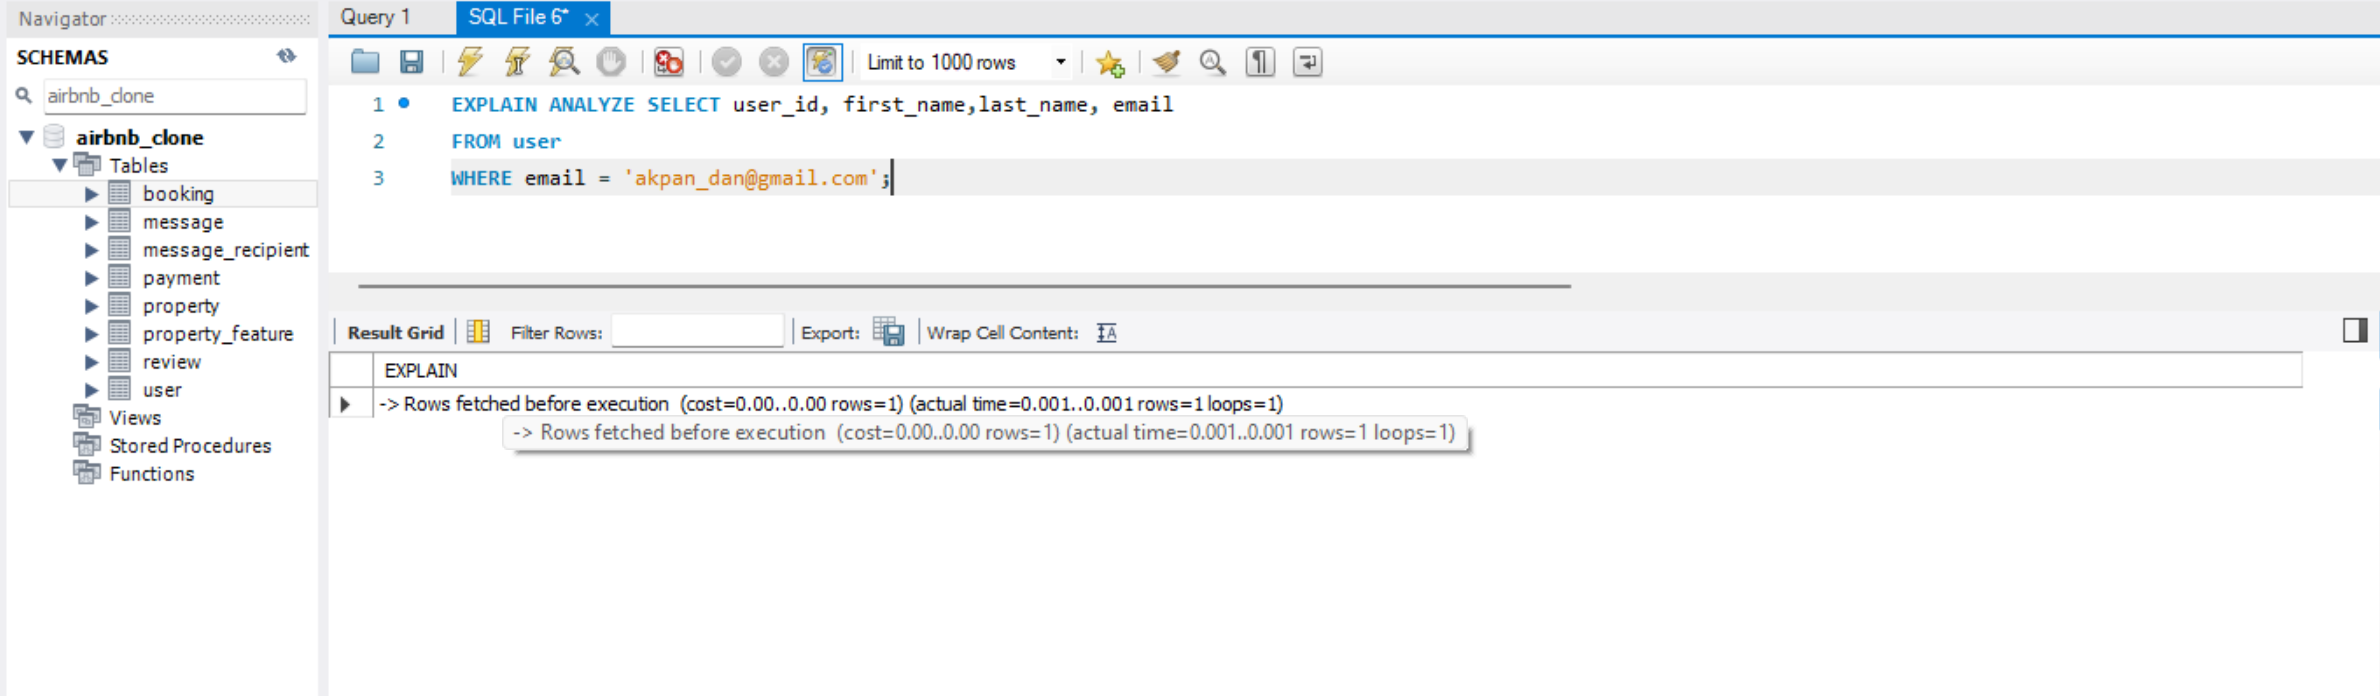 Navigator
SCHEMAS
airbnb_clone
airbnb_clone
Tables
booking
message
message_recipient
payment
property
property_feature
review
user
Views
Stored Procedures
Functions
Query 1
SQL File 6*
Limit to 1000 rows
1 EXPLAIN ANALYZE SELECT user_id, first_name,last_name, email
2 FROM user
3 WHERE email = 'akpan_dan@gmail.com';
Result Grid Filter Rows: Export: Wrap Cell Content:
EXPLAIN
-> Rows fetched before execution (cost=0.00..0.00 rows=1) (actual time=0.001..0.001 rows=1 loops=1)
-> Rows fetched before execution (cost=0.00..0.00 rows=1) (actual time=0.001..0.001 rows=1 loops=1)